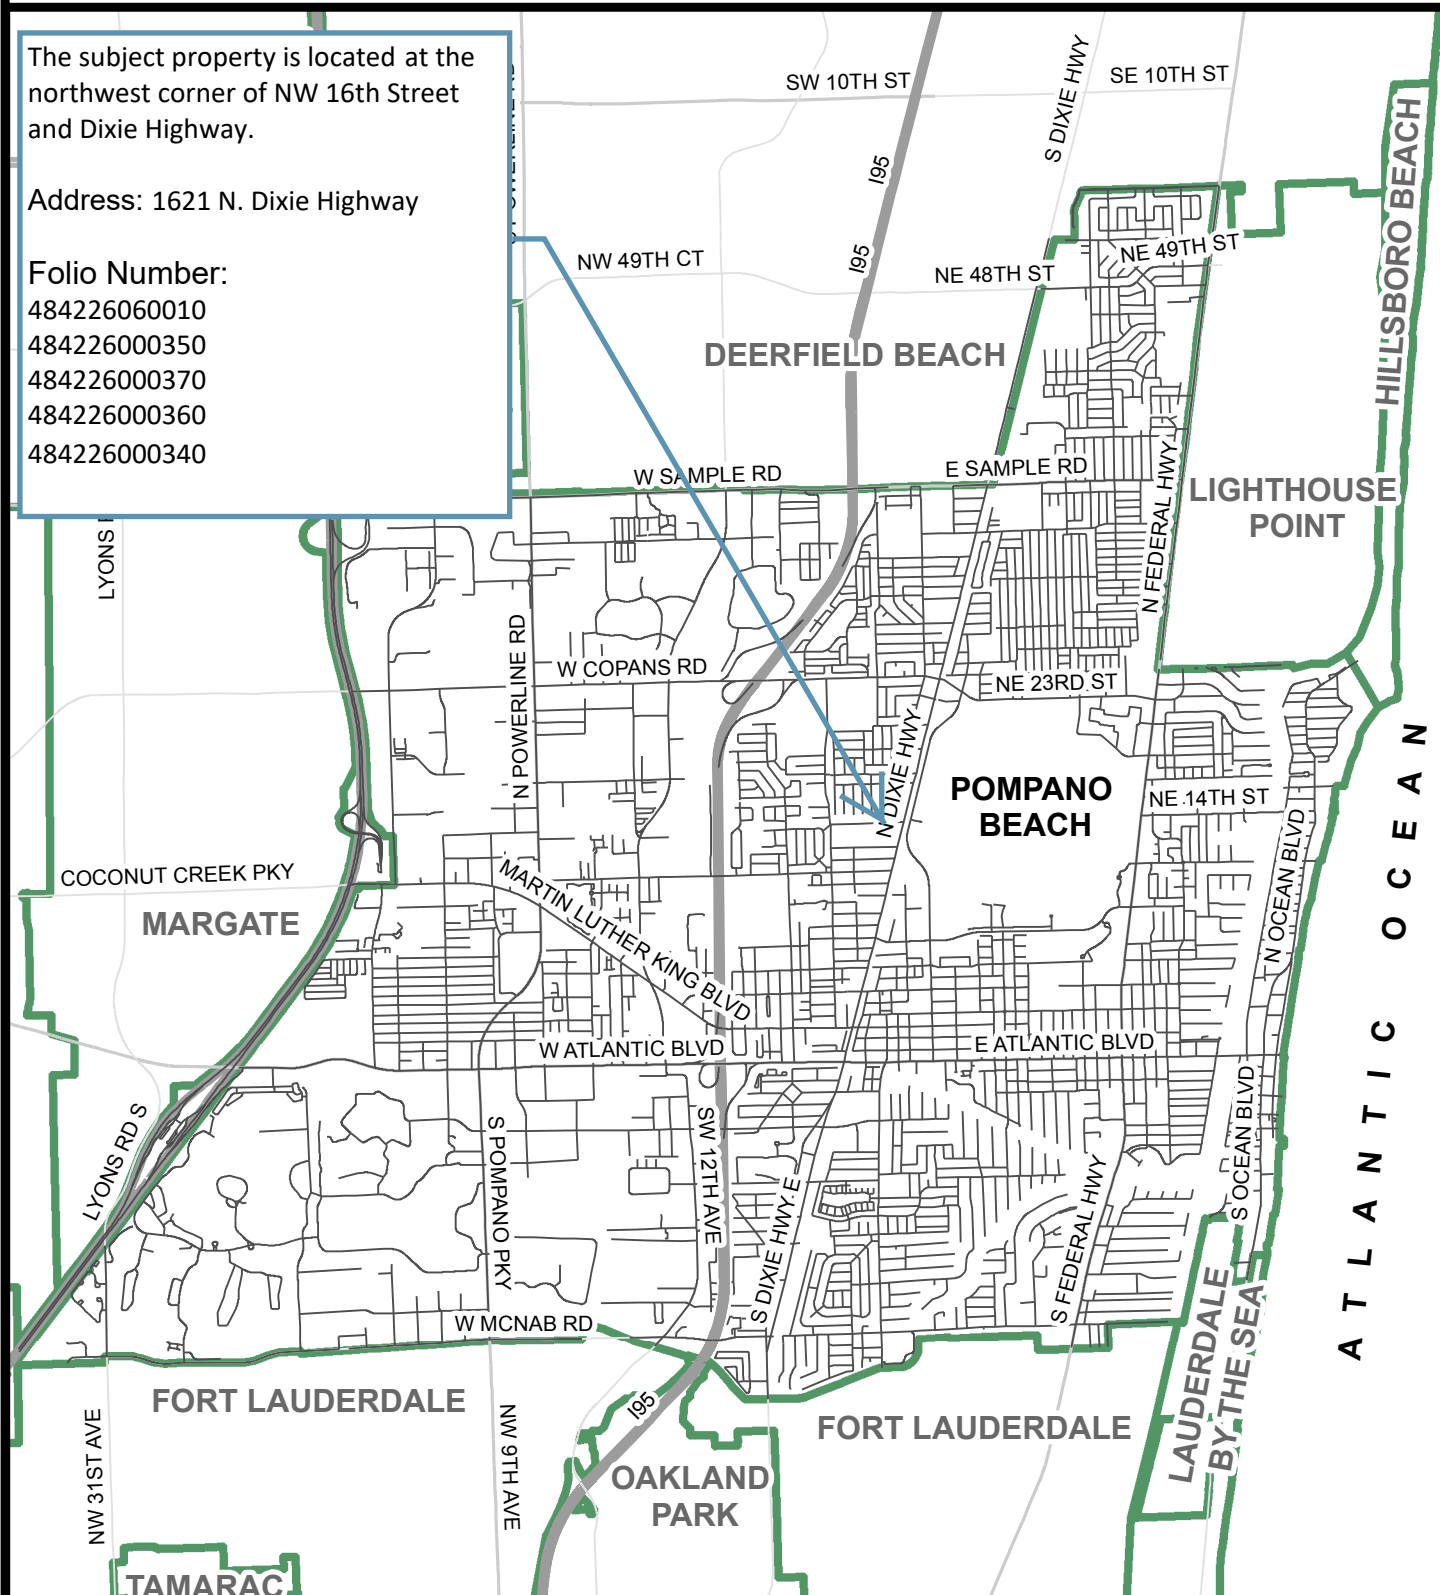 The subject property is located at the
northwest corner of NW 16th Street
and Dixie Highway.
Address: 1621 N. Dixie Highway
Folio Number:
484226060010
484226000350
484226000370
484226000360
484226000340
SW 10TH ST
SE 10TH ST
S DIXIE HWY
I95
I95
HILLSBORO BEACH
NW 49TH CT
NE 48TH ST
NE 49TH ST
DEERFIELD BEACH
W SAMPLE RD
E SAMPLE RD
LIGHTHOUSE
POINT
LYONS
N FEDERAL HWY
N POWERLINE RD
W COPANS RD
NE 23RD ST
N DIXIE HWY
POMPANO
BEACH
NE 14TH ST
N OCEAN BLVD
ATLANTIC OCEAN
COCONUT CREEK PKY
MARGATE
MARTIN LUTHER KING BLVD
W ATLANTIC BLVD
E ATLANTIC BLVD
LYONS RD S
S POMPANO PKY
SW 12TH AVE
S DIXIE HWY E
S FEDERAL HWY
S OCEAN BLVD
W MCNAB RD
LAUDERDALE
BY THE SEA
FORT LAUDERDALE
FORT LAUDERDALE
I95
NW 31ST AVE
NW 9TH AVE
OAKLAND
PARK
TAMARAC